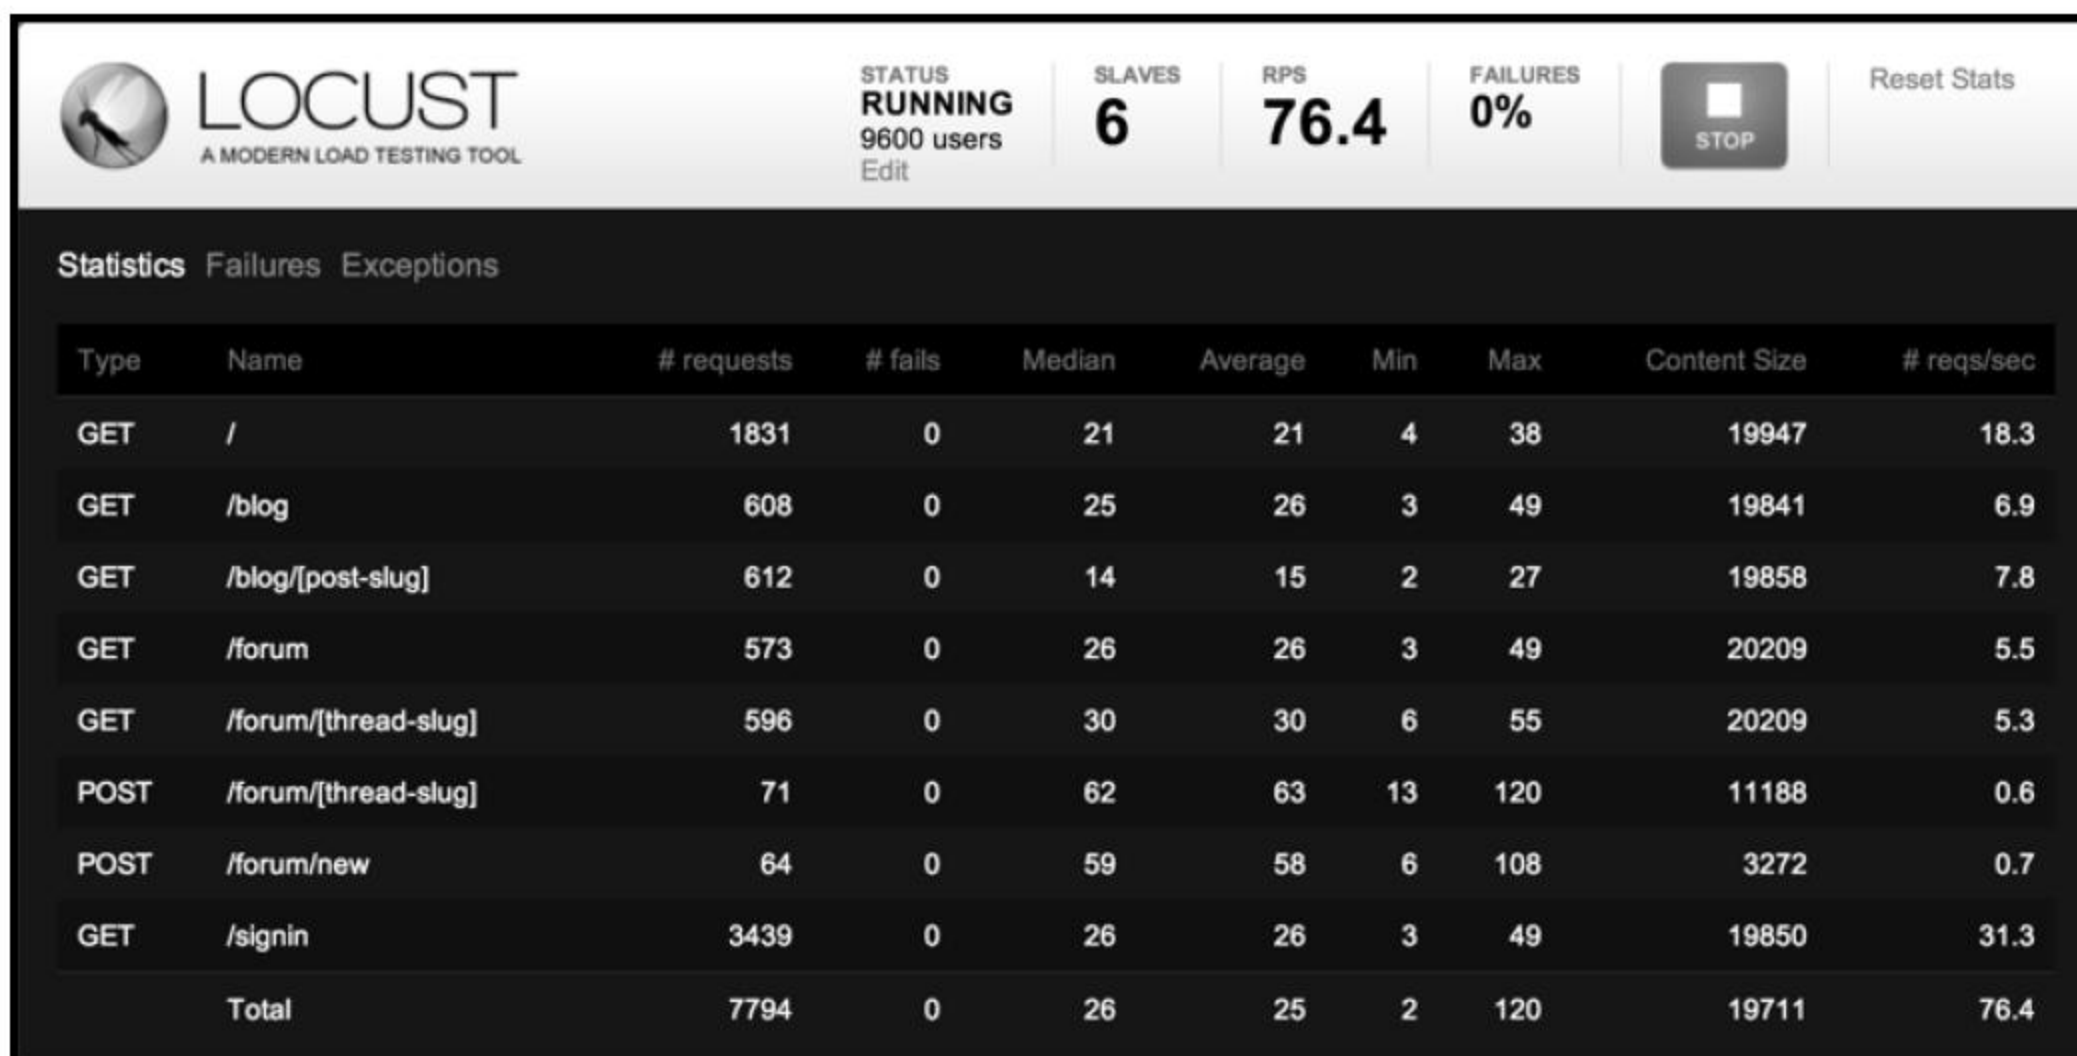 LOCUST
A MODERN LOAD TESTING TOOL
STATUS
RUNNING
9600 users
Edit
SLAVES
6
RPS
76.4
FAILURES
0%
STOP
Reset Stats
Statistics Failures Exceptions
Type Name # requests # fails Median Average Min Max Content Size # reqs/sec
GET / 1831 0 21 21 4 38 19947 18.3
GET /blog 608 0 25 26 3 49 19841 6.9
GET /blog/[post-slug] 612 0 14 15 2 27 19858 7.8
GET /forum 573 0 26 26 3 49 20209 5.5
GET /forum/[thread-slug] 596 0 30 30 6 55 20209 5.3
POST /forum/[thread-slug] 71 0 62 63 13 120 11188 0.6
POST /forum/new 64 0 59 58 6 108 3272 0.7
GET /signin 3439 0 26 26 3 49 19850 31.3
Total 7794 0 26 25 2 120 19711 76.4